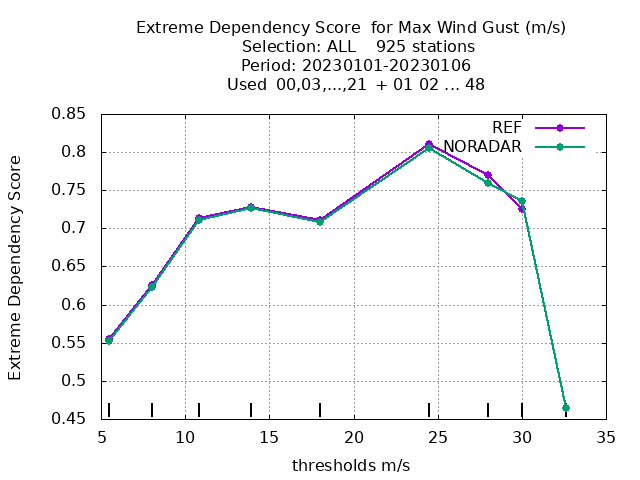 Extreme Dependency Score  for Max Wind Gust (m/s)
Selection: ALL    925 stations
Period: 20230101-20230106
Used  00,03,...,21  + 01 02 ... 48
REF
NORADAR
Extreme Dependency Score
0.85
0.8
0.75
0.7
0.65
0.6
0.55
0.5
0.45
5 10 15 20 25 30 35
thresholds m/s